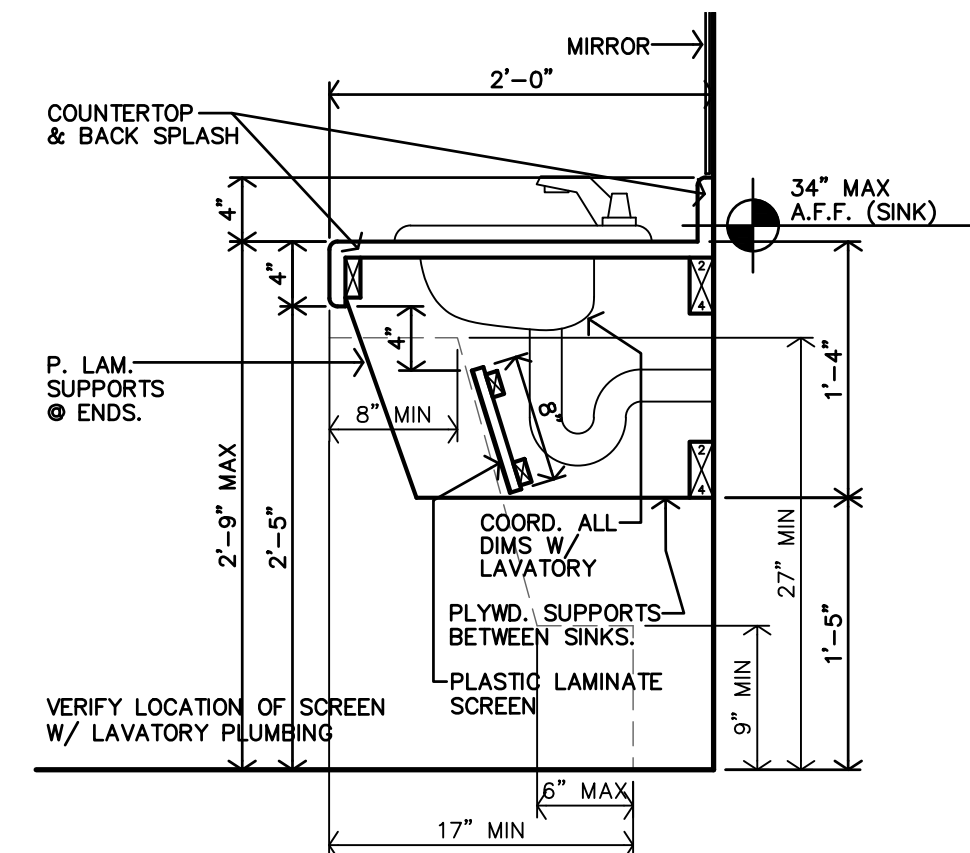 MIRROR
2'-0"
COUNTERTOP
& BACK SPLASH
34" MAX
A.F.F. (SINK)
4"
4"
2
4
4"
P. LAM.
SUPPORTS
@ ENDS.
1'-4"
8" MIN
8"
2
4
2'-9" MAX
2'-5"
COORD. ALL
DIMS W/
LAVATORY
27" MIN
PLYWD. SUPPORTS
BETWEEN SINKS.
1'-5"
PLASTIC LAMINATE
SCREEN
9" MIN
VERIFY LOCATION OF SCREEN
W/ LAVATORY PLUMBING
6" MAX
17" MIN